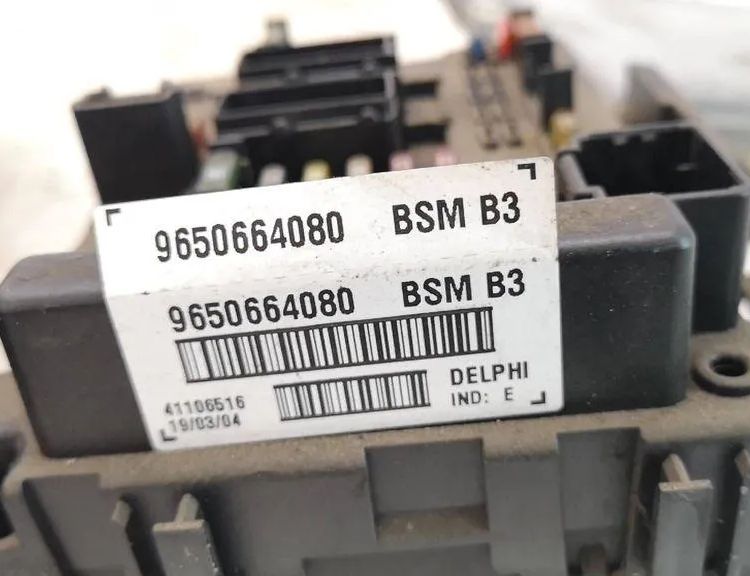 9650664080 BSM B3
9650664080 BSM B3
41106516
19/03/04
DELPHI
IND: E